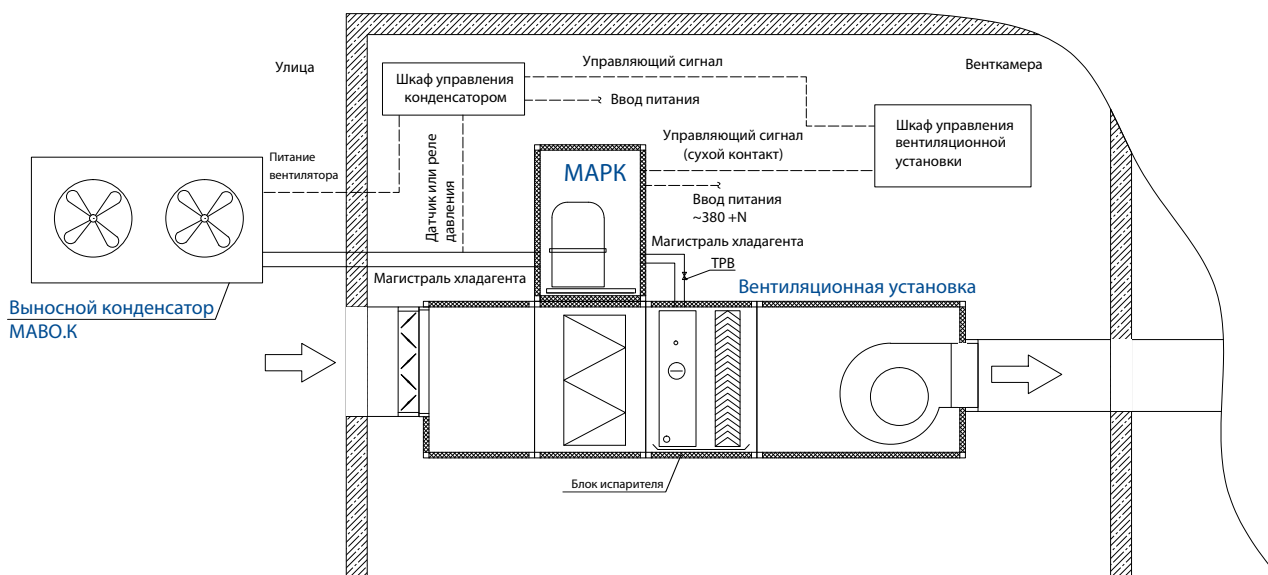 Улица
Шкаф управления
конденсатором
Управляющий сигнал
Ввод питания
Венткамера
Шкаф управления
вентиляционной
установки
Управляющий сигнал
(сухой контакт)
Питание
вентилятора
Датчик или реле
давления
МАРК
Ввод питания
~380 +N
Магистраль хладагента
ТРВ
Магистраль хладагента
Вентиляционная установка
Выносной конденсатор
МАВО.К
Блок испарителя